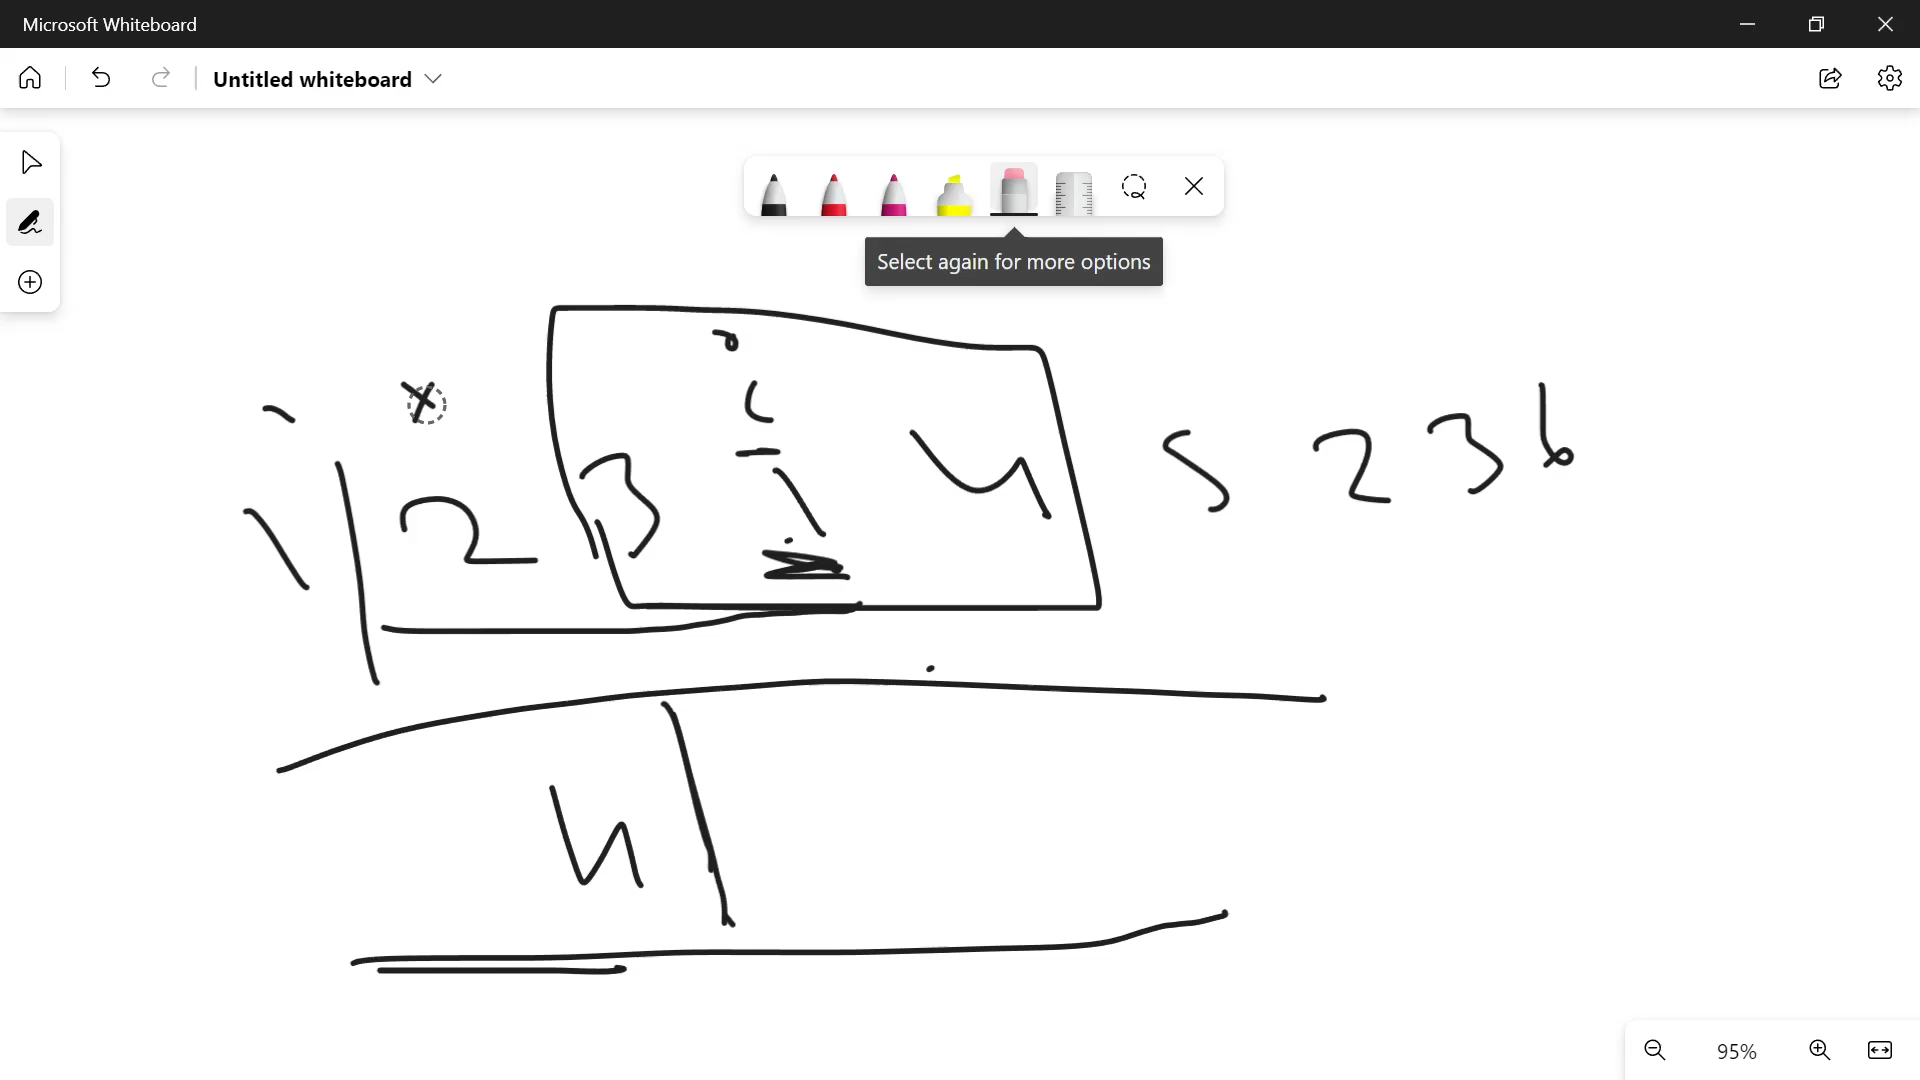 Microsoft Whiteboard
Untitled whiteboard
Select again for more options
1 2 3 1 4 5 2 3 6
4
95%